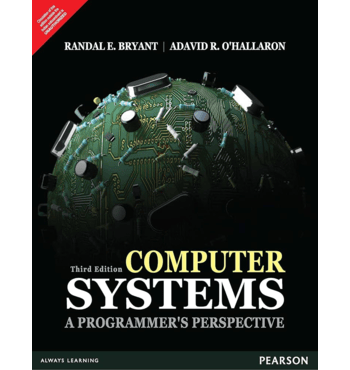 RANDAL E. BRYANT | ADAVID R. O'HALLARON
Third Edition COMPUTER
SYSTEMS
A PROGRAMMER'S PERSPECTIVE
ALWAYS LEARNING
PEARSON